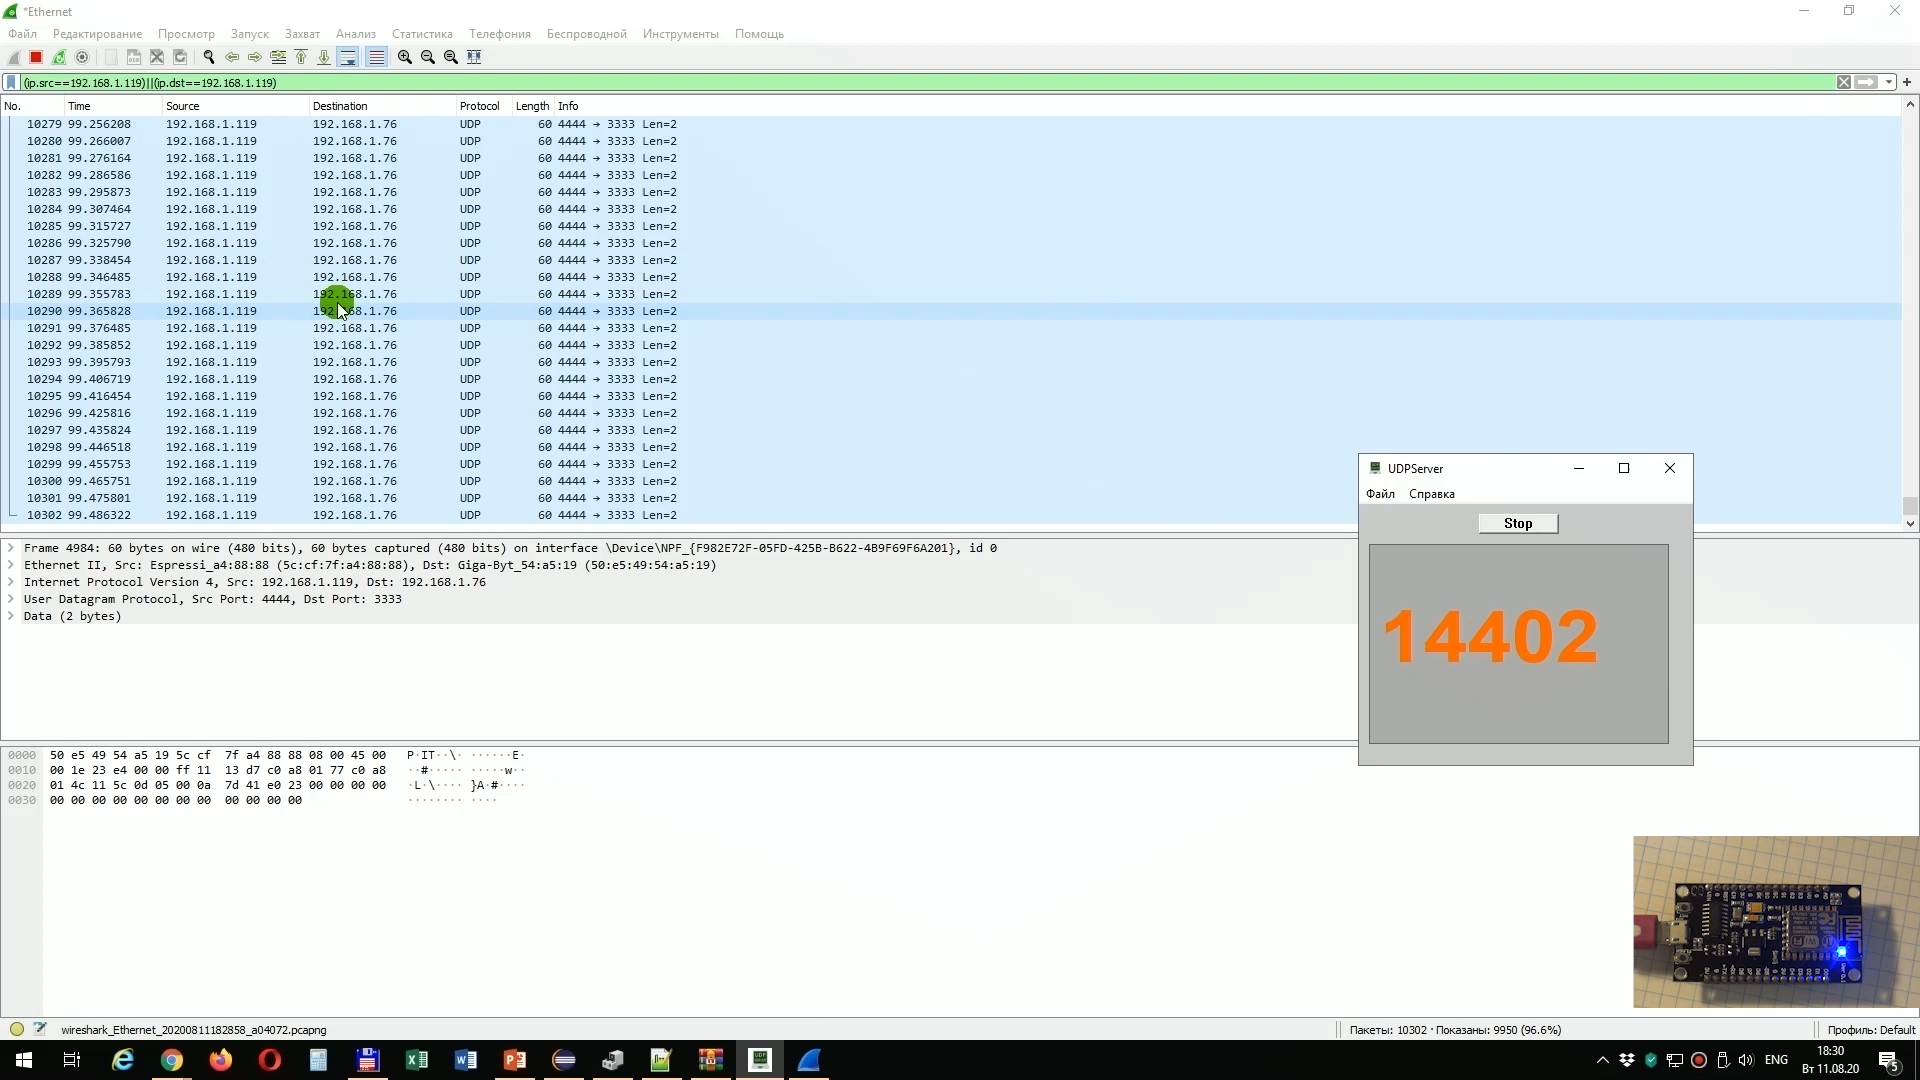 *Ethernet
Файл Редактирование Просмотр Запуск Захват Анализ Статистика Телефония Беспроводной Инструменты Помощь
(ip.src==192.168.1.119)||(ip.dst==192.168.1.119)
No. Time Source Destination Protocol Length Info
10279 99.256208 192.168.1.119 192.168.1.76 UDP 60 4444 → 3333 Len=2
10280 99.266007 192.168.1.119 192.168.1.76 UDP 60 4444 → 3333 Len=2
10281 99.276164 192.168.1.119 192.168.1.76 UDP 60 4444 → 3333 Len=2
10282 99.286586 192.168.1.119 192.168.1.76 UDP 60 4444 → 3333 Len=2
10283 99.295873 192.168.1.119 192.168.1.76 UDP 60 4444 → 3333 Len=2
10284 99.307464 192.168.1.119 192.168.1.76 UDP 60 4444 → 3333 Len=2
10285 99.315727 192.168.1.119 192.168.1.76 UDP 60 4444 → 3333 Len=2
10286 99.325790 192.168.1.119 192.168.1.76 UDP 60 4444 → 3333 Len=2
10287 99.338454 192.168.1.119 192.168.1.76 UDP 60 4444 → 3333 Len=2
10288 99.346485 192.168.1.119 192.168.1.76 UDP 60 4444 → 3333 Len=2
10289 99.355783 192.168.1.119 192.168.1.76 UDP 60 4444 → 3333 Len=2
10290 99.365828 192.168.1.119 192.168.1.76 UDP 60 4444 → 3333 Len=2
10291 99.376485 192.168.1.119 192.168.1.76 UDP 60 4444 → 3333 Len=2
10292 99.385852 192.168.1.119 192.168.1.76 UDP 60 4444 → 3333 Len=2
10293 99.395793 192.168.1.119 192.168.1.76 UDP 60 4444 → 3333 Len=2
10294 99.406719 192.168.1.119 192.168.1.76 UDP 60 4444 → 3333 Len=2
10295 99.416454 192.168.1.119 192.168.1.76 UDP 60 4444 → 3333 Len=2
10296 99.425816 192.168.1.119 192.168.1.76 UDP 60 4444 → 3333 Len=2
10297 99.435824 192.168.1.119 192.168.1.76 UDP 60 4444 → 3333 Len=2
10298 99.446518 192.168.1.119 192.168.1.76 UDP 60 4444 → 3333 Len=2
10299 99.455753 192.168.1.119 192.168.1.76 UDP 60 4444 → 3333 Len=2
10300 99.465751 192.168.1.119 192.168.1.76 UDP 60 4444 → 3333 Len=2
10301 99.475801 192.168.1.119 192.168.1.76 UDP 60 4444 → 3333 Len=2
10302 99.486322 192.168.1.119 192.168.1.76 UDP 60 4444 → 3333 Len=2
Frame 4984: 60 bytes on wire (480 bits), 60 bytes captured (480 bits) on interface \Device\NPF_{F982E72F-05FD-425B-B622-4B9F69F6A201}, id 0
Ethernet II, Src: Espressi_a4:88:88 (5c:cf:7f:a4:88:88), Dst: Giga-Byt_54:a5:19 (50:e5:49:54:a5:19)
Internet Protocol Version 4, Src: 192.168.1.119, Dst: 192.168.1.76
User Datagram Protocol, Src Port: 4444, Dst Port: 3333
Data (2 bytes)
UDPServer
Файл Справка
Stop
14402
0000 50 e5 49 54 a5 19 5c cf 7f a4 88 88 08 00 45 00 P·IT··\· ······E·
0010 00 1e 23 e4 00 00 ff 11 13 d7 c0 a8 01 77 c0 a8 ··#····· ·····w··
0020 01 4c 11 5c 0d 05 00 0a 7d 41 e0 23 00 00 00 00 ·L·\···· }A·#····
0030 00 00 00 00 00 00 00 00 00 00 00 00 ········ ····
wireshark_Ethernet_20200811182858_a04072.pcapng
Пакеты: 10302 · Показаны: 9950 (96.6%)
Профиль: Default
ENG
18:30
Вт 11.08.20
5